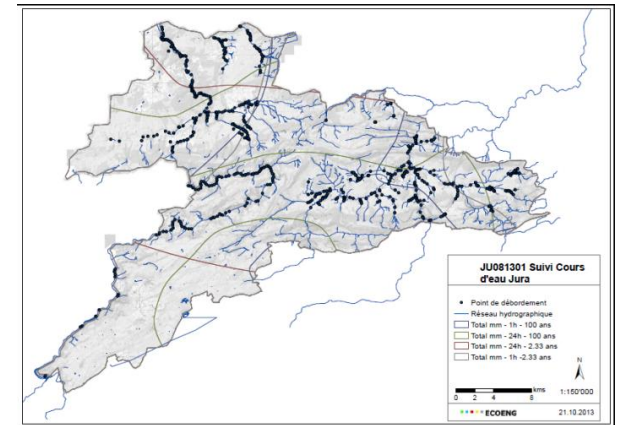 JU081301 Suivi Cours
d'eau Jura
Point de débordement
Réseau hydrographique
Total mm - 1h - 100 ans
Total mm - 24h - 100 ans
Total mm - 24h - 2.33 ans
Total mm - 1h -2.33 ans
N
kms
0 2 4 8
1:150'000
ECOENG
21.10.2013